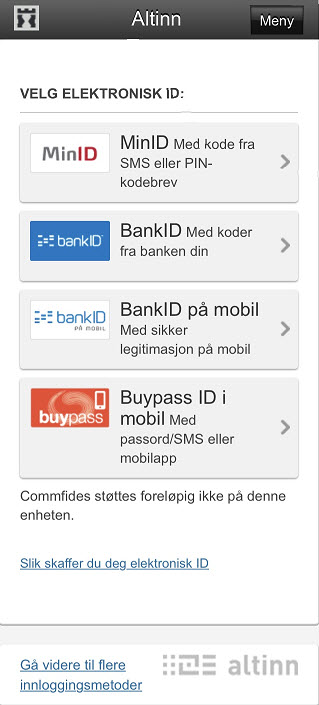 Altinn
Meny
VELG ELEKTRONISK ID:
MinID
MinID Med kode fra
SMS eller PIN-
kodebrev
bankID
BankID Med koder
fra banken din
bankID
PÅ MOBIL
BankID på mobil
Med sikker
legitimasjon på mobil
buypass
Buypass ID i
mobil Med
passord/SMS eller
mobilapp
Commfides støttes foreløpig ikke på denne
enheten.
Slik skaffer du deg elektronisk ID
Gå videre til flere
innloggingsmetoder
altinn